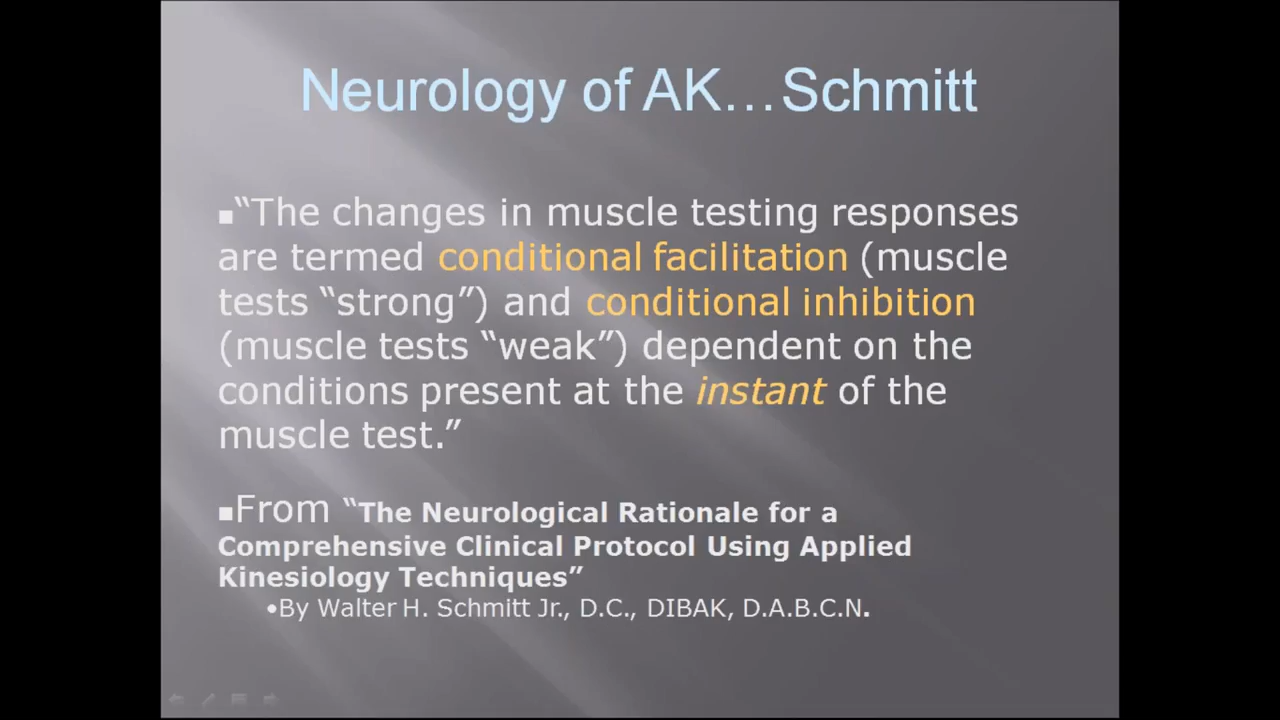 Neurology of AK…Schmitt
▪“The changes in muscle testing responses
are termed conditional facilitation (muscle
tests “strong”) and conditional inhibition
(muscle tests “weak”) dependent on the
conditions present at the instant of the
muscle test.”
▪From “The Neurological Rationale for a
Comprehensive Clinical Protocol Using Applied
Kinesiology Techniques”
•By Walter H. Schmitt Jr., D.C., DIBAK, D.A.B.C.N.